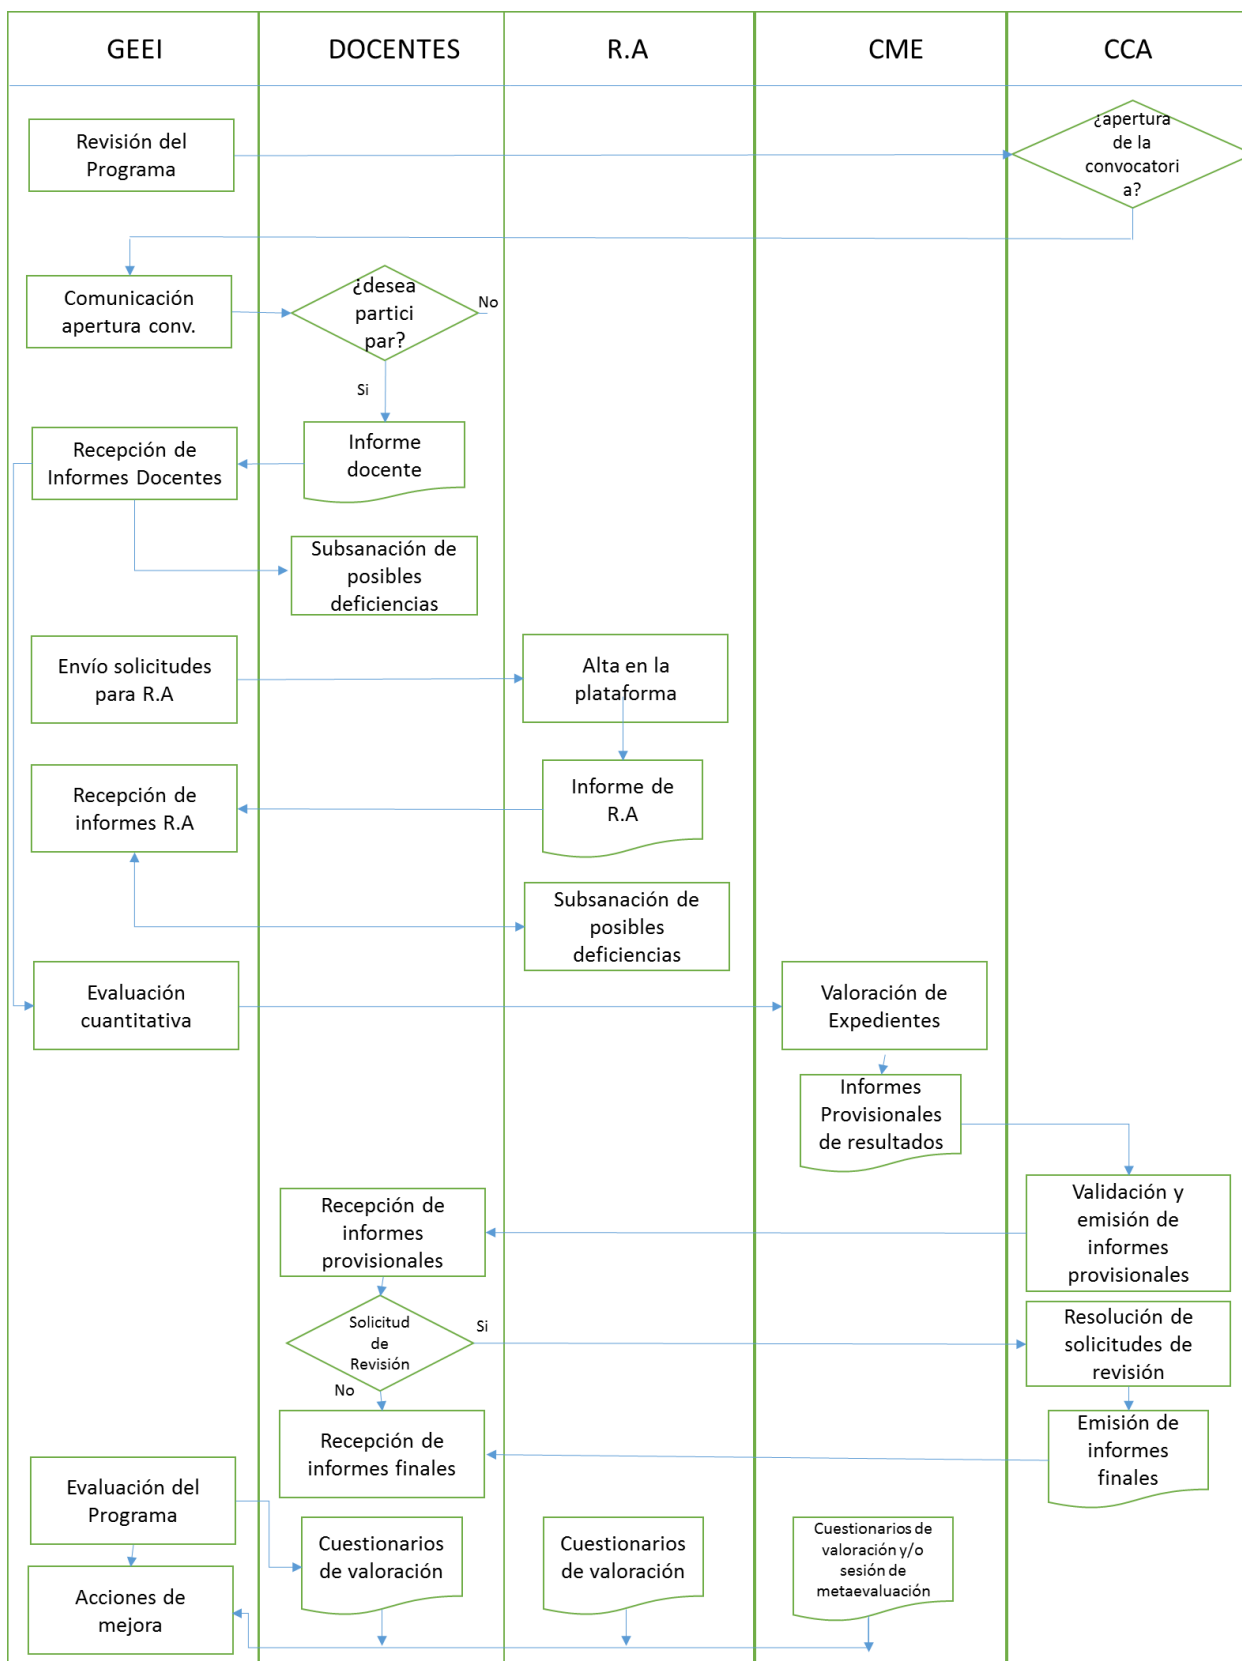 GEEI
DOCENTES
R.A
CME
CCA
Revisión del
Programa
¿apertura
de la
convocatori
a?
Comunicación
apertura conv.
¿desea
partici
par?
No
Si
Recepción de
Informes Docentes
Informe
docente
Subsanación de
posibles
deficiencias
Envío solicitudes
para R.A
Alta en la
plataforma
Recepción de
informes R.A
Informe de
R.A
Subsanación de
posibles
deficiencias
Evaluación
cuantitativa
Valoración de
Expedientes
Informes
Provisionales
de resultados
Recepción de
informes
provisionales
Validación y
emisión de
informes
provisionales
Solicitud
de
Revisión
Si
No
Resolución de
solicitudes de
revisión
Recepción de
informes finales
Emisión de
informes
finales
Evaluación del
Programa
Cuestionarios
de valoración
Cuestionarios
de valoración
Cuestionarios de
valoración y/o
sesión de
metaevaluación
Acciones de
mejora